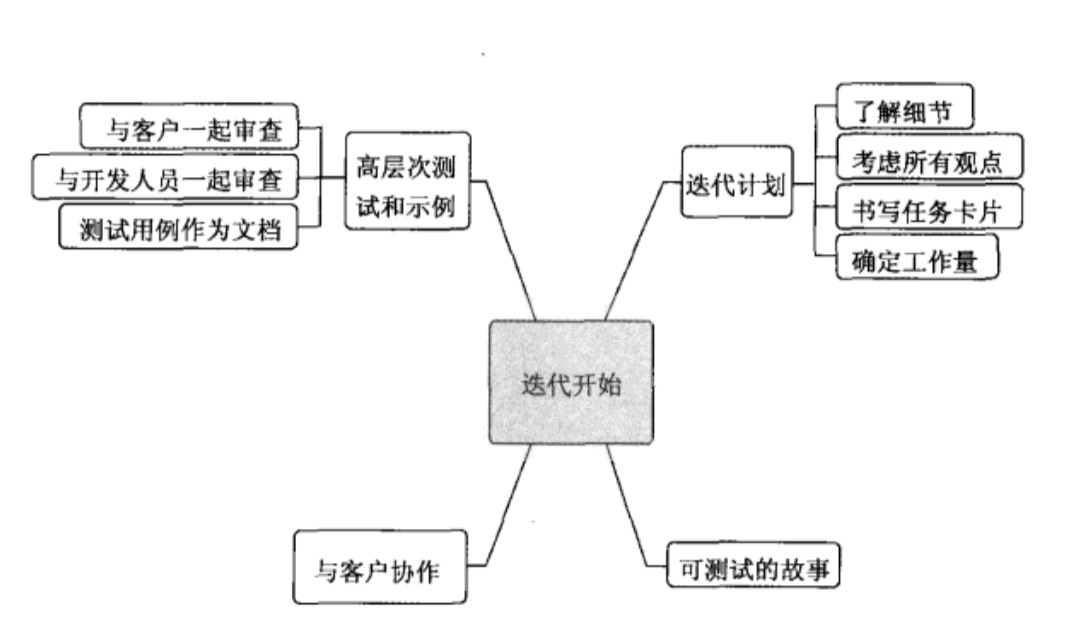 与客户一起审查
与开发人员一起审查
测试用例作为文档
高层次测
试和示例
迭代计划
了解细节
考虑所有观点
书写任务卡片
确定工作量
迭代开始
与客户协作
可测试的故事